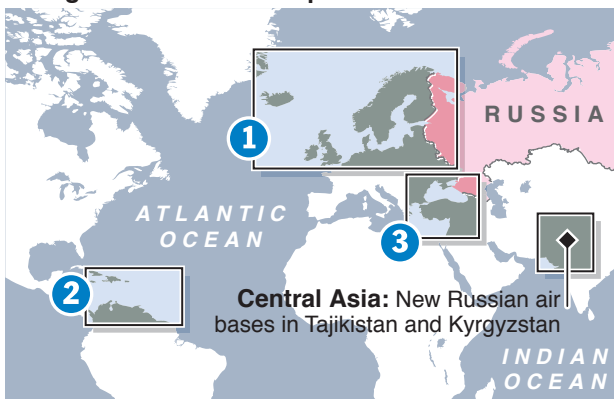 RUSSIA
1
ATLANTIC
OCEAN
3
2
Central Asia: New Russian air
bases in Tajikistan and Kyrgyzstan
INDIAN
OCEAN